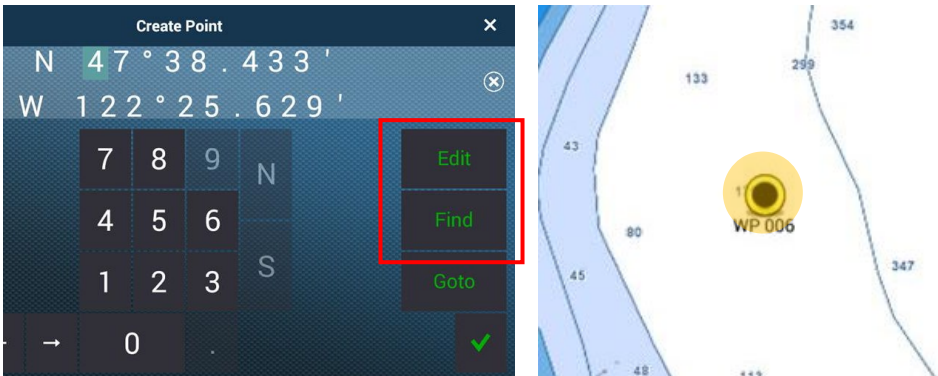 Create Point ×
N 47°38.433'
W 122°25.629'
7 8 9 N Edit
4 5 6 Find
1 2 3 S Goto
→ 0 .
354
299
133
43
WP 006
80
347
45
48